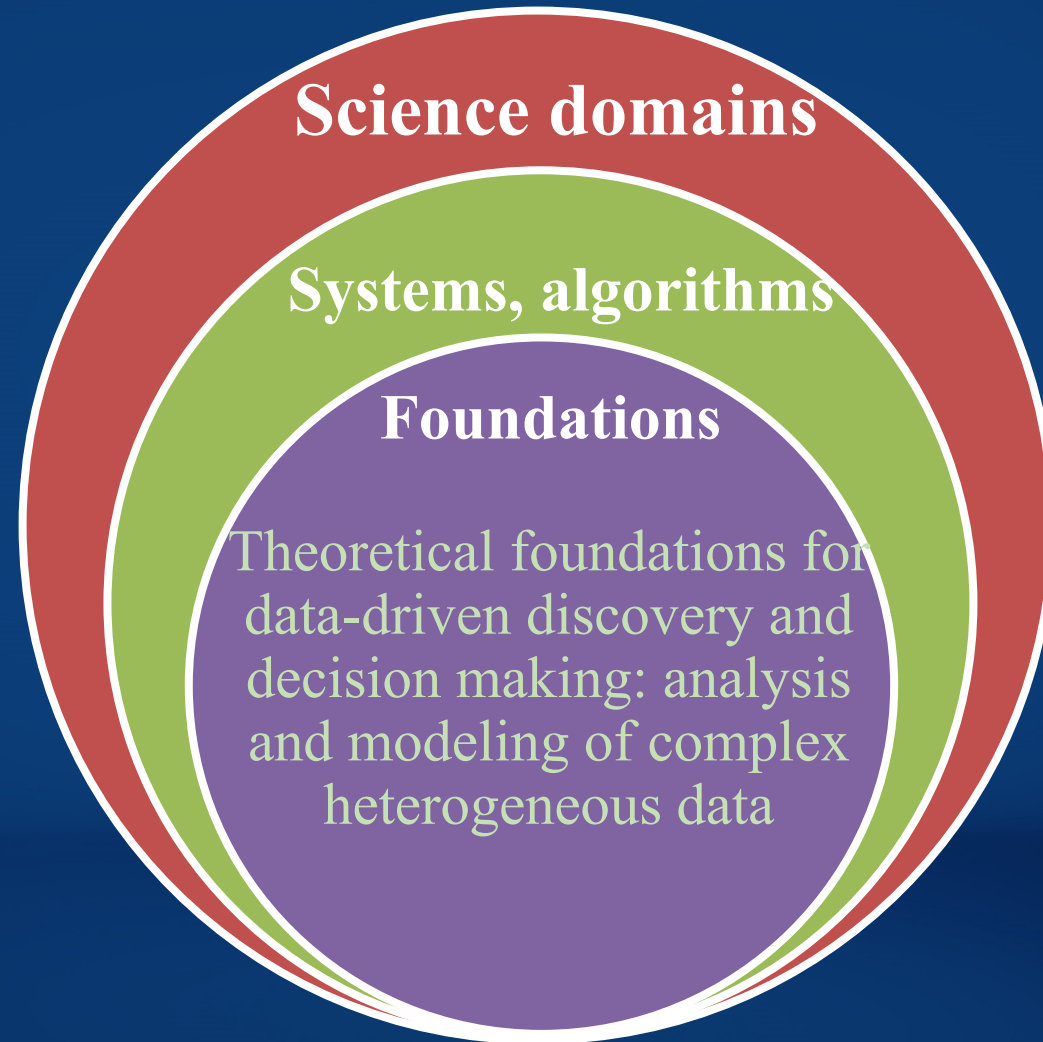 Science domains
Systems, algorithms
Foundations
Theoretical foundations for
data-driven discovery and
decision making: analysis
and modeling of complex
heterogeneous data